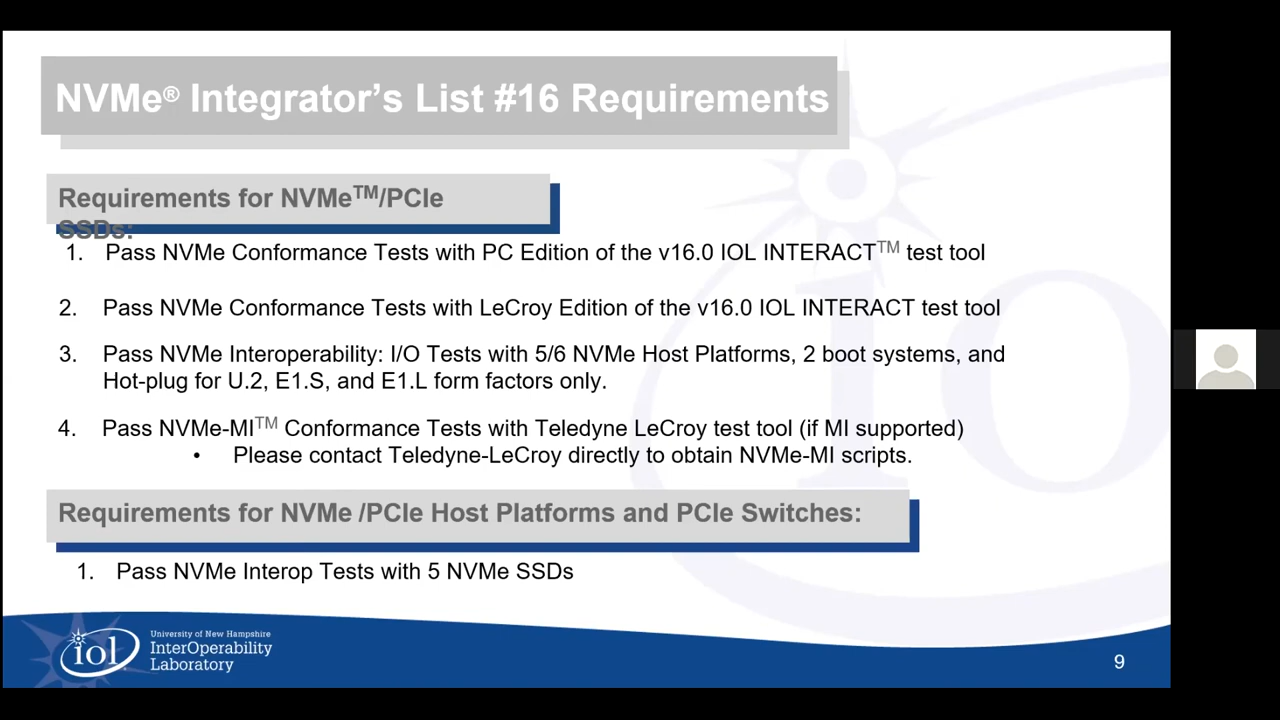 NVMe® Integrator's List #16 Requirements
Requirements for NVMe™/PCIe
SSDs:
1. Pass NVMe Conformance Tests with PC Edition of the v16.0 IOL INTERACT™ test tool
2. Pass NVMe Conformance Tests with LeCroy Edition of the v16.0 IOL INTERACT test tool
3. Pass NVMe Interoperability: I/O Tests with 5/6 NVMe Host Platforms, 2 boot systems, and
Hot-plug for U.2, E1.S, and E1.L form factors only.
4. Pass NVMe-MI™ Conformance Tests with Teledyne LeCroy test tool (if MI supported)
• Please contact Teledyne-LeCroy directly to obtain NVMe-MI scripts.
Requirements for NVMe /PCIe Host Platforms and PCIe Switches:
1. Pass NVMe Interop Tests with 5 NVMe SSDs
iol
University of New Hampshire
InterOperability
Laboratory
9